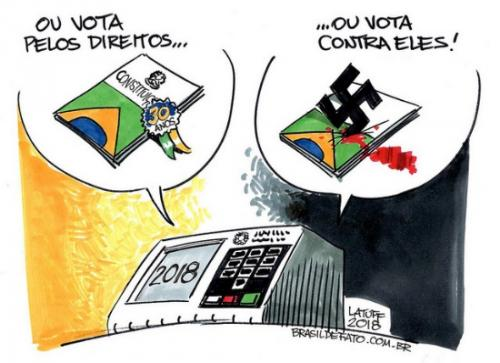 OU VOTA
PELOS DIREITOS...
...OU VOTA
CONTRA ELES!
CONSTITUIÇÃO
30
ANOS
2018
LATUFF
2018
BRASILDEFATO.COM.BR